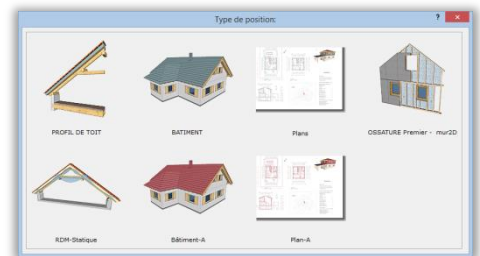 Type de position:
?
PROFIL DE TOIT
BATIMENT
Plans
OSSATURE Premier - mur2D
RDM-Statique
Bâtiment-A
Plan-A